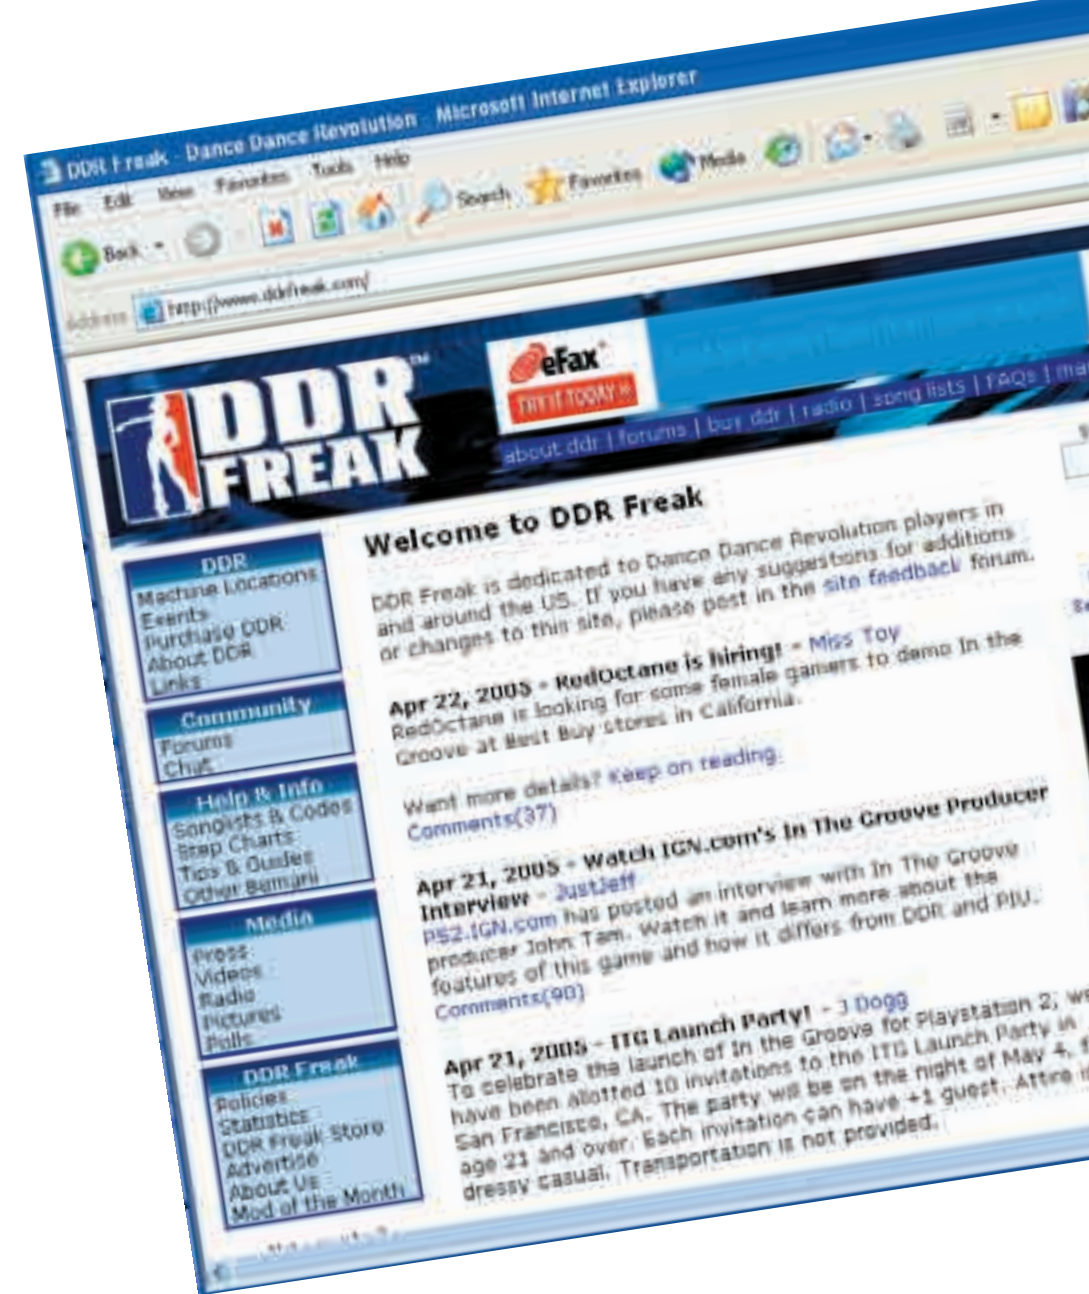 DDR Freak - Dance Dance Revolution - Microsoft Internet Explorer
File Edit View Favorites Tools Help
Back Search Favorites Media
Address http://www.ddrfreak.com/
DDR
FREAK
TM
eFax
TRY IT TODAY »
about ddr | forums | buy ddr | radio | song lists | FAQs |
Welcome to DDR Freak
DDR Freak is dedicated to Dance Dance Revolution players in
and around the US. If you have any suggestions for additions
or changes to this site, please post in the site feedback forum.
Apr 22, 2005 - RedOctane is hiring! - Miss Toy
RedOctane is looking for some female gamers to demo In the
Groove at Best Buy stores in California.
Want more details? Keep on reading.
Comments(37)
Apr 21, 2005 - Watch IGN.com's In The Groove Producer
Interview - JustJeff
PS2.IGN.com has posted an interview with In The Groove
producer John Tam. Watch it and learn more about the
features of this game and how it differs from DDR and PIU.
Comments(90)
Apr 21, 2005 - ITG Launch Party! - J Dogg
To celebrate the launch of In the Groove for Playstation 2, we
have been allotted 10 invitations to the ITG Launch Party in
San Francisco, CA. The party will be on the night of May 4,
age 21 and over. Each invitation can have +1 guest. Attire
dressy casual. Transportation is not provided.
DDR
Machine Locations
Events
Purchase DDR
About DDR
Links
Community
Forums
Chat
Help & Info
Songlists & Codes
Step Charts
Tips & Guides
Other Bemani
Media
Press
Videos
Radio
Pictures
Polls
DDR Freak
Policies
Statistics
DDR Freak Store
Advertise
About Us
Mod of the Month